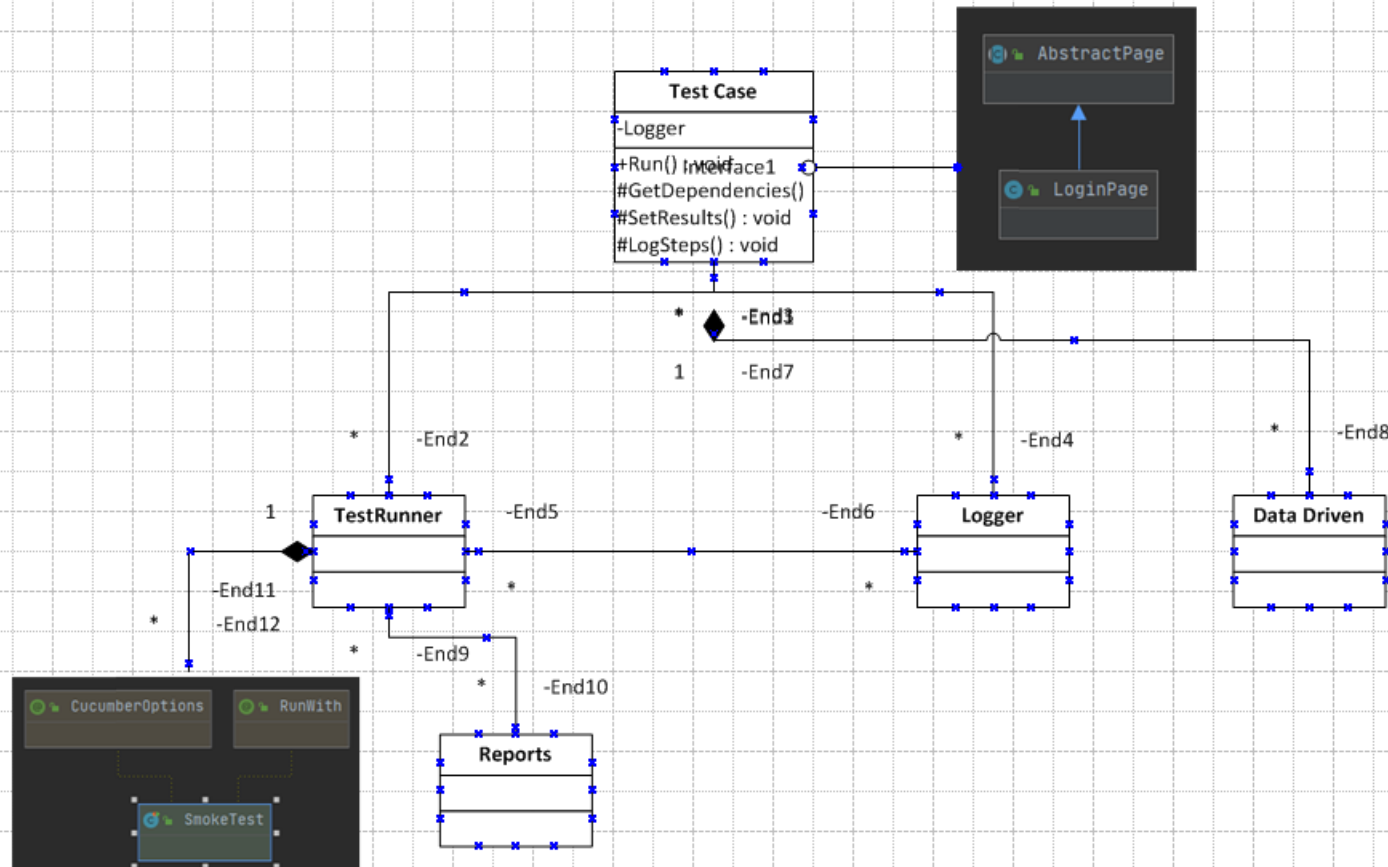 AbstractPage
Test Case
-Logger
+Run() : void
Interface1
#GetDependencies()
#SetResults() : void
#LogSteps() : void
LoginPage
* -End3
1 -End7
* -End2
* -End4
* -End8
1
TestRunner
-End5
-End6
Logger
Data Driven
-End11
*
*
* -End12
* -End9
* -End10
CucumberOptions
RunWith
Reports
SmokeTest